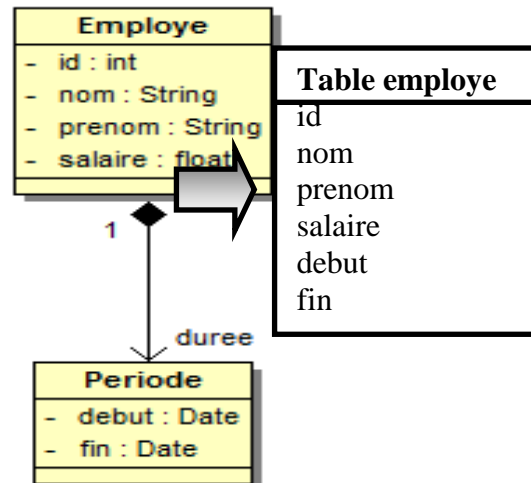 Employe
- id : int
- nom : String
- prenom : String
- salaire : float
Table employe
id
nom
prenom
salaire
debut
fin
1
duree
Periode
- debut : Date
- fin : Date